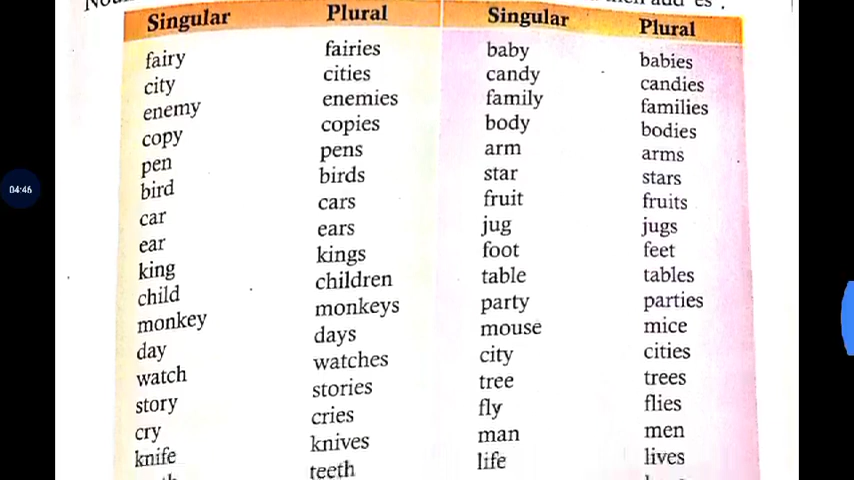 Singular Plural Singular Plural
fairy fairies baby babies
city cities candy candies
enemy enemies family families
copy copies body bodies
pen pens arm arms
bird birds star stars
car cars fruit fruits
ear ears jug jugs
king kings foot feet
child children table tables
monkey monkeys party parties
day days mouse mice
watch watches city cities
story stories tree trees
cry cries fly flies
knife knives man men
teeth life lives
04:46